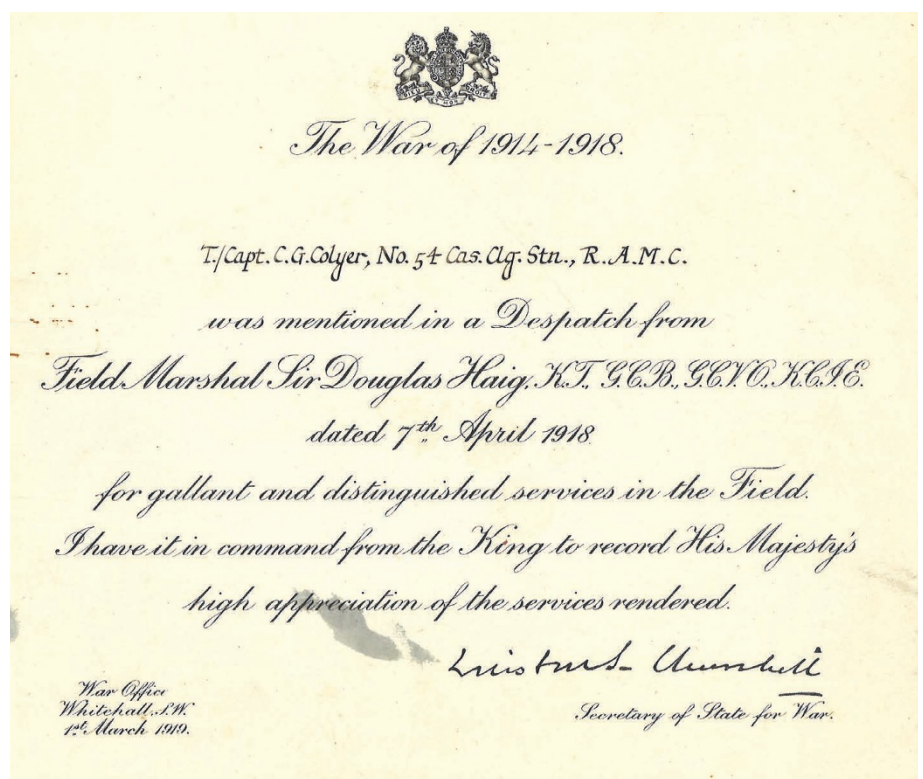 The War of 1914-1918.
T./Capt. C.G. Colyer, No. 54 Cas. Clg. Stn., R.A.M.C.
was mentioned in a Despatch from
Field Marshal Sir Douglas Haig, K.T. G.C.B., G.C.V.O., K.C.I.E.
dated 7th April 1918
for gallant and distinguished services in the Field.
I have it in command from the King to record His Majesty's
high appreciation of the services rendered.
Winston S. Churchill
War Office
Whitehall. S.W.
1st March 1919.
Secretary of State for War.